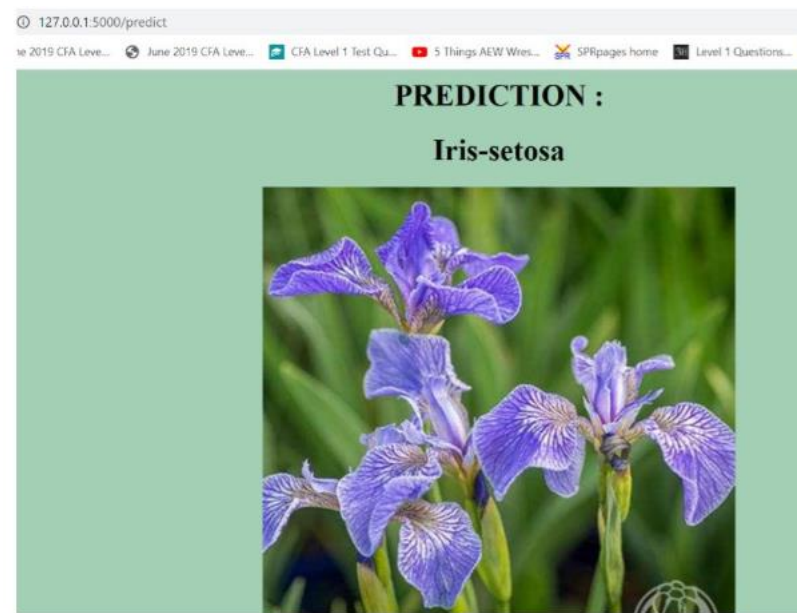 127.0.0.1:5000/predict
ne 2019 CFA Leve... June 2019 CFA Leve... CFA Level 1 Test Qu... 5 Things AEW Wres... SPRpages home Level 1 Questions...
PREDICTION :
Iris-setosa